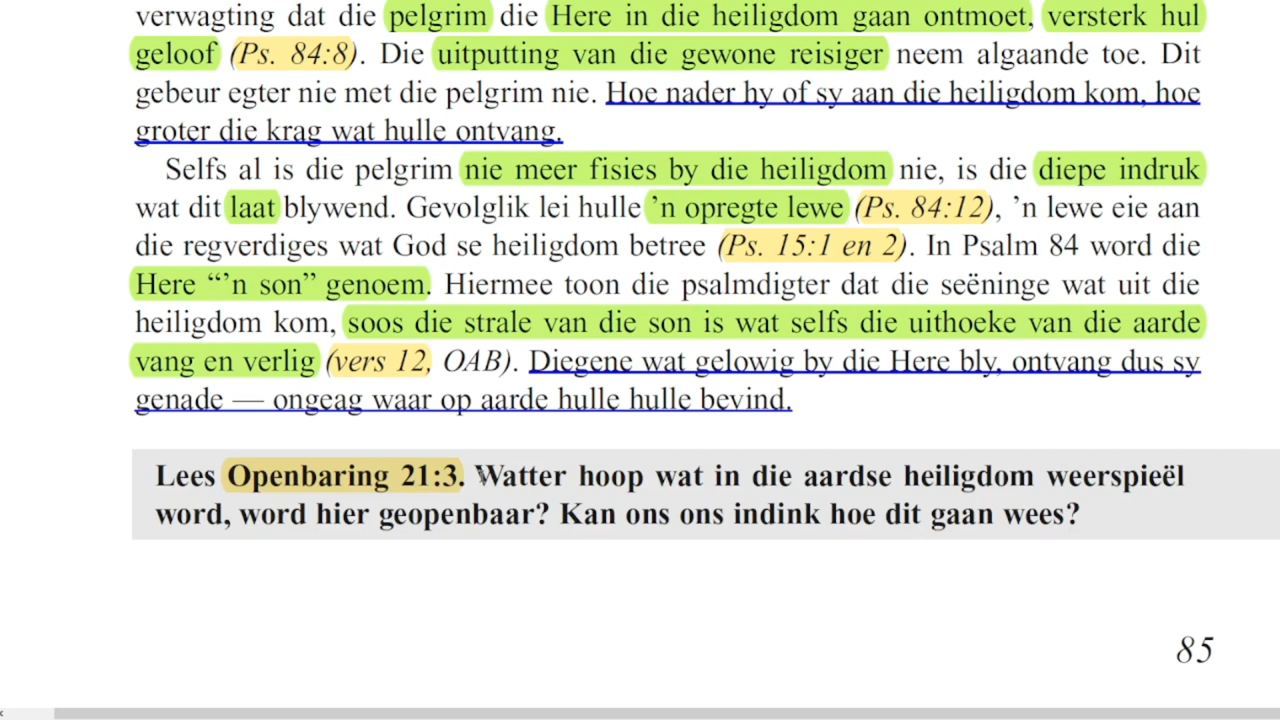 verwagting dat die pelgrim die Here in die heiligdom gaan ontmoet, versterk hul
geloof (Ps. 84:8). Die uitputting van die gewone reisiger neem algaande toe. Dit
gebeur egter nie met die pelgrim nie. Hoe nader hy of sy aan die heiligdom kom, hoe
groter die krag wat hulle ontvang.
Selfs al is die pelgrim nie meer fisies by die heiligdom nie, is die diepe indruk
wat dit laat blywend. Gevolglik lei hulle ’n opregte lewe (Ps. 84:12), ’n lewe eie aan
die regverdiges wat God se heiligdom betree (Ps. 15:1 en 2). In Psalm 84 word die
Here “’n son” genoem. Hiermee toon die psalmdigter dat die seëninge wat uit die
heiligdom kom, soos die strale van die son is wat selfs die uithoeke van die aarde
vang en verlig (vers 12, OAB). Diegene wat gelowig by die Here bly, ontvang dus sy
genade — ongeag waar op aarde hulle hulle bevind.
Lees Openbaring 21:3. Watter hoop wat in die aardse heiligdom weerspieël
word, word hier geopenbaar? Kan ons ons indink hoe dit gaan wees?
85